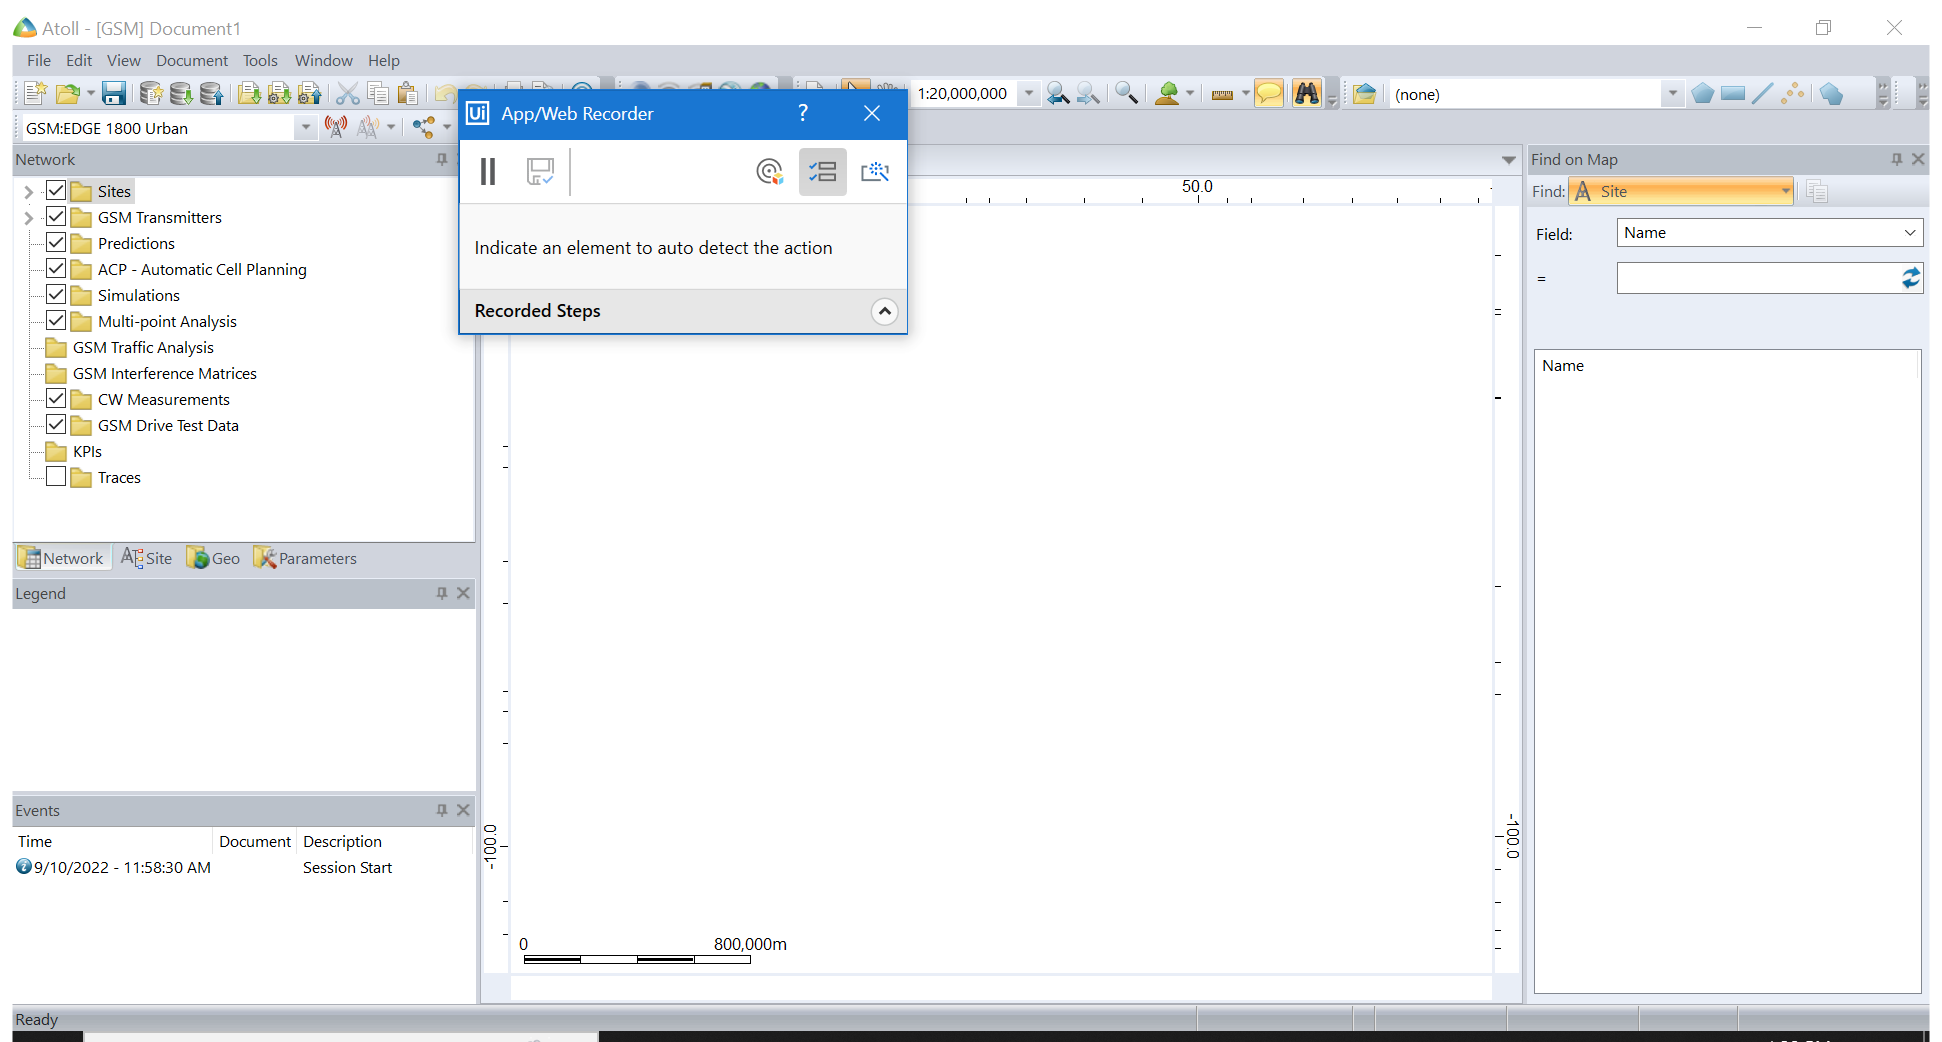 Atoll - [GSM] Document1
File Edit View Document Tools Window Help
1:20,000,000
(none)
GSM:EDGE 1800 Urban
Ui App/Web Recorder ?
Network
Sites
GSM Transmitters
Predictions
ACP - Automatic Cell Planning
Simulations
Multi-point Analysis
GSM Traffic Analysis
GSM Interference Matrices
CW Measurements
GSM Drive Test Data
KPIs
Traces
Network Site Geo Parameters
Indicate an element to auto detect the action
Recorded Steps
50.0
-100.0
-100.0
0 800,000m
Find on Map
Find: Site
Field: Name
=
Name
Legend
Events
Time Document Description
9/10/2022 - 11:58:30 AM Session Start
Ready